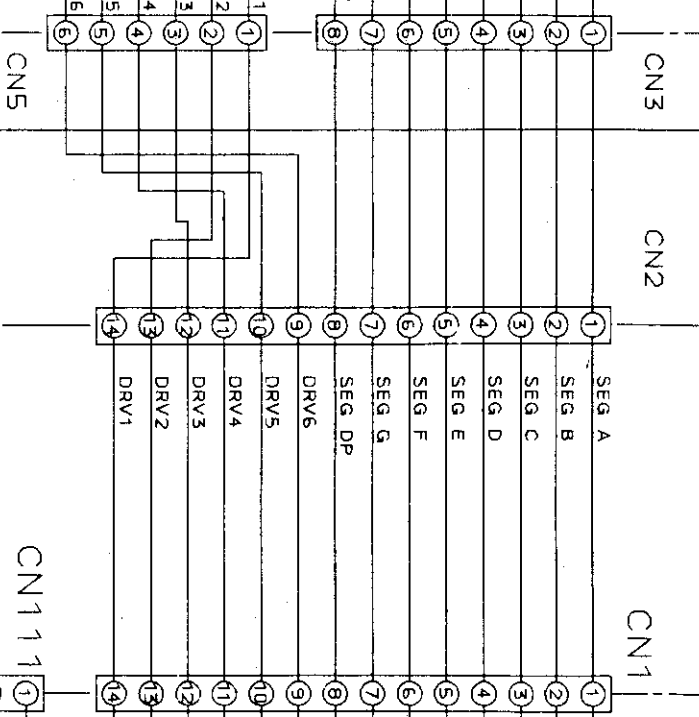 6 5 4 3 2 1
6 5 4 3 2 1
8 7 6 5 4 3 2 1
CN5
CN3
CN2
14 13 12 11 10 9 8 7 6 5 4 3 2 1
SEG A
SEG B
SEG C
SEG D
SEG E
SEG F
SEG G
SEG DP
DRV6
DRV5
DRV4
DRV3
DRV2
DRV1
CN111
CN1
1
14 13 12 11 10 9 8 7 6 5 4 3 2 1